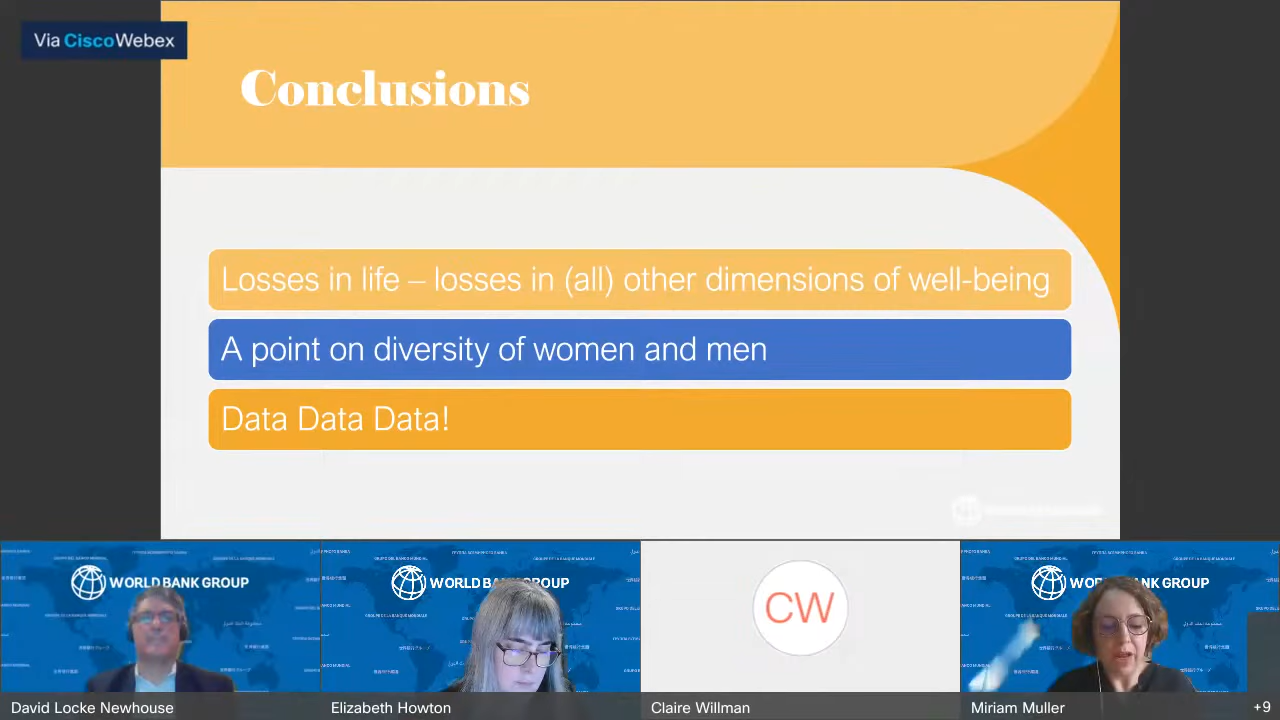 Via CiscoWebex
Conclusions
Losses in life – losses in (all) other dimensions of well-being
A point on diversity of women and men
Data Data Data!
WORLD BANK GROUP
WORLD BANK GROUP
CW
WORLD BANK GROUP
David Locke Newhouse
Elizabeth Howton
Claire Willman
Miriam Muller
+9